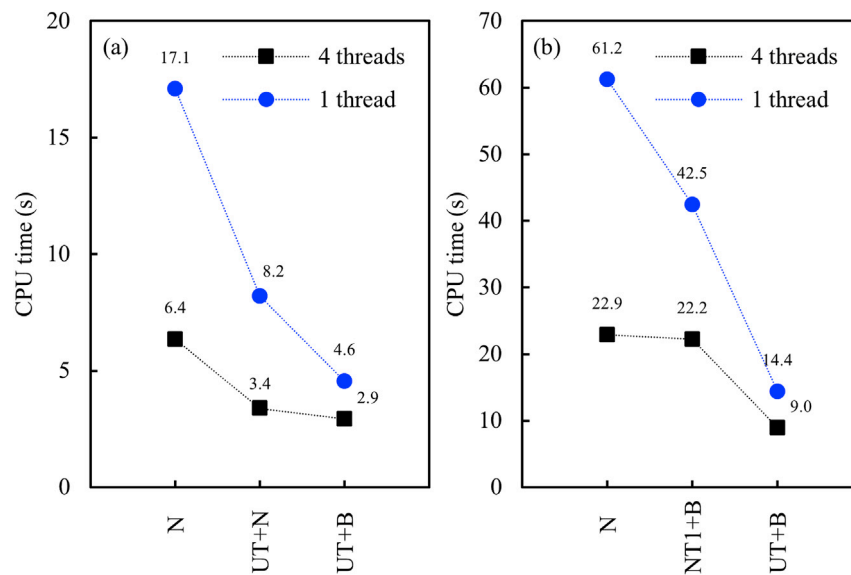 (a)
4 threads
1 thread
CPU time (s)
20
15
10
5
0
17.1
8.2
4.6
6.4
3.4
2.9
N
UT+N
UT+B
(b)
4 threads
1 thread
CPU time (s)
70
60
50
40
30
20
10
0
61.2
42.5
14.4
22.9
22.2
9.0
N
NT1+B
UT+B